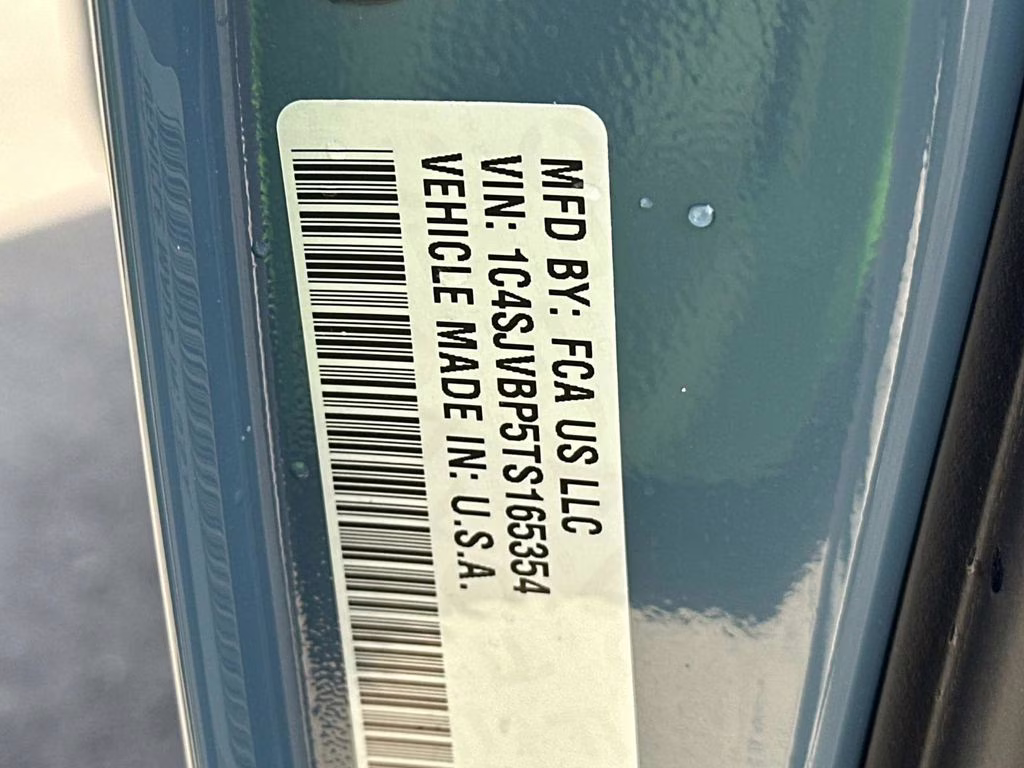 MFD BY: FCA US LLC
VIN: 1C4SJVBP5TS165354
VEHICLE MADE IN: U.S.A.